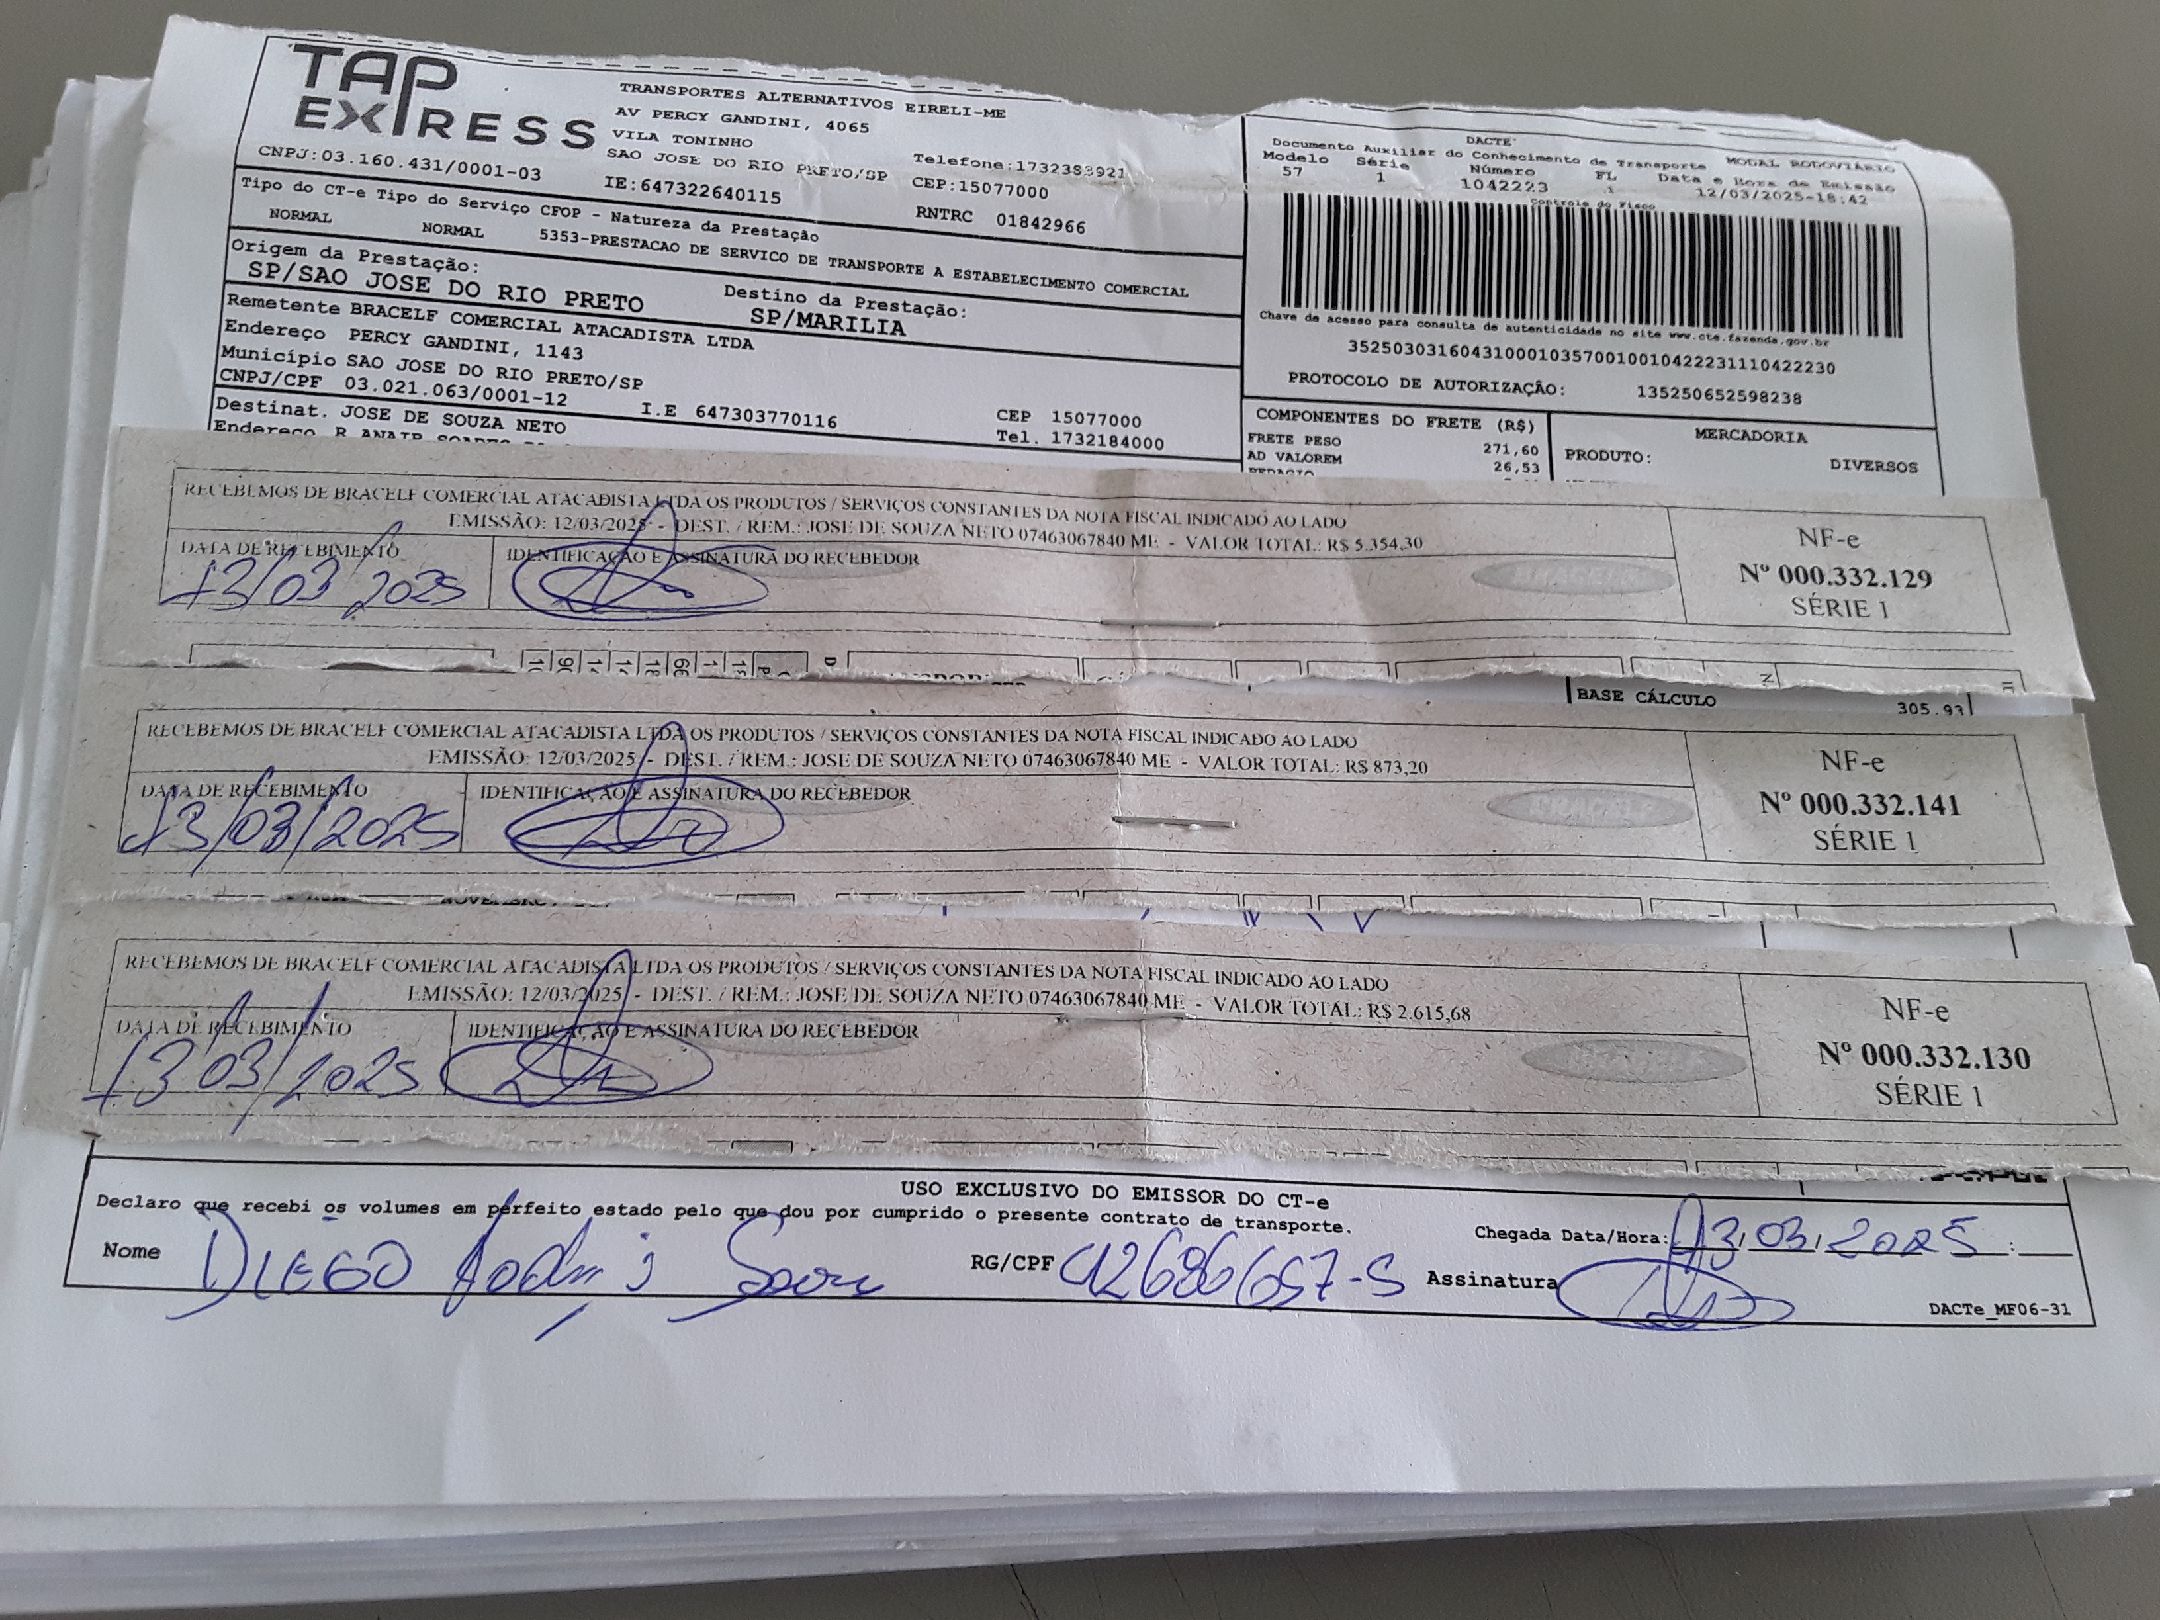 TAP EXPRESS
TRANSPORTES ALTERNATIVOS EIRELI-ME
AV PERCY GANDINI, 4065
VILA TONINHO
SAO JOSE DO RIO PRETO/SP Telefone:1732383921
CNPJ:03.160.431/0001-03 IE:647322640115 CEP:15077000
RNTRC 01842966
Tipo do CT-e Tipo do Serviço CFOP - Natureza da Prestação
NORMAL NORMAL 5353-PRESTACAO DE SERVICO DE TRANSPORTE A ESTABELECIMENTO COMERCIAL
Origem da Prestação: Destino da Prestação:
SP/SAO JOSE DO RIO PRETO SP/MARILIA
Remetente BRACELF COMERCIAL ATACADISTA LTDA
Endereço PERCY GANDINI, 1143
Município SAO JOSE DO RIO PRETO/SP
CNPJ/CPF 03.021.063/0001-12 I.E 647303770116 CEP 15077000
Tel. 1732184000
Destinat. JOSE DE SOUZA NETO
Endereço R ANAIR SOARES
DACTE
Documento Auxiliar do Conhecimento de Transporte MODAL RODOVIÁRIO
Modelo Série Número FL Data e Hora de Emissão
57 1 1042223 1 12/03/2025-18:42
Controle do Fisco
Chave de acesso para consulta de autenticidade no site www.cte.fazenda.gov.br
35250303160431000103570010010422231110422230
PROTOCOLO DE AUTORIZAÇÃO: 135250652598238
COMPONENTES DO FRETE (R$) MERCADORIA
FRETE PESO 271,60 PRODUTO: DIVERSOS
AD VALOREM 26,53
PEDAGIO
RECEBEMOS DE BRACELF COMERCIAL ATACADISTA LTDA OS PRODUTOS / SERVIÇOS CONSTANTES DA NOTA FISCAL INDICADO AO LADO
EMISSÃO: 12/03/2025 - DEST. / REM.: JOSE DE SOUZA NETO 07463067840 ME - VALOR TOTAL: R$ 5.354,30
DATA DE RECEBIMENTO IDENTIFICAÇÃO E ASSINATURA DO RECEBEDOR
13/03/2025
NF-e
Nº 000.332.129
SÉRIE 1
BASE CÁLCULO 305.93
RECEBEMOS DE BRACELF COMERCIAL ATACADISTA LTDA OS PRODUTOS / SERVIÇOS CONSTANTES DA NOTA FISCAL INDICADO AO LADO
EMISSÃO: 12/03/2025 - DEST. / REM.: JOSE DE SOUZA NETO 07463067840 ME - VALOR TOTAL: R$ 873,20
DATA DE RECEBIMENTO IDENTIFICAÇÃO E ASSINATURA DO RECEBEDOR
13/03/2025
BRACELF
NF-e
Nº 000.332.141
SÉRIE 1
RECEBEMOS DE BRACELF COMERCIAL ATACADISTA LTDA OS PRODUTOS / SERVIÇOS CONSTANTES DA NOTA FISCAL INDICADO AO LADO
EMISSÃO: 12/03/2025 - DEST. / REM.: JOSE DE SOUZA NETO 07463067840 ME - VALOR TOTAL: R$ 2.615,68
DATA DE RECEBIMENTO IDENTIFICAÇÃO E ASSINATURA DO RECEBEDOR
13 03/2025
NF-e
Nº 000.332.130
SÉRIE 1
USO EXCLUSIVO DO EMISSOR DO CT-e
Declaro que recebi os volumes em perfeito estado pelo que dou por cumprido o presente contrato de transporte.
Chegada Data/Hora: 13/03/2025 :
Nome DIEGO RG/CPF 42686657-S Assinatura
DACTe_MF06-31